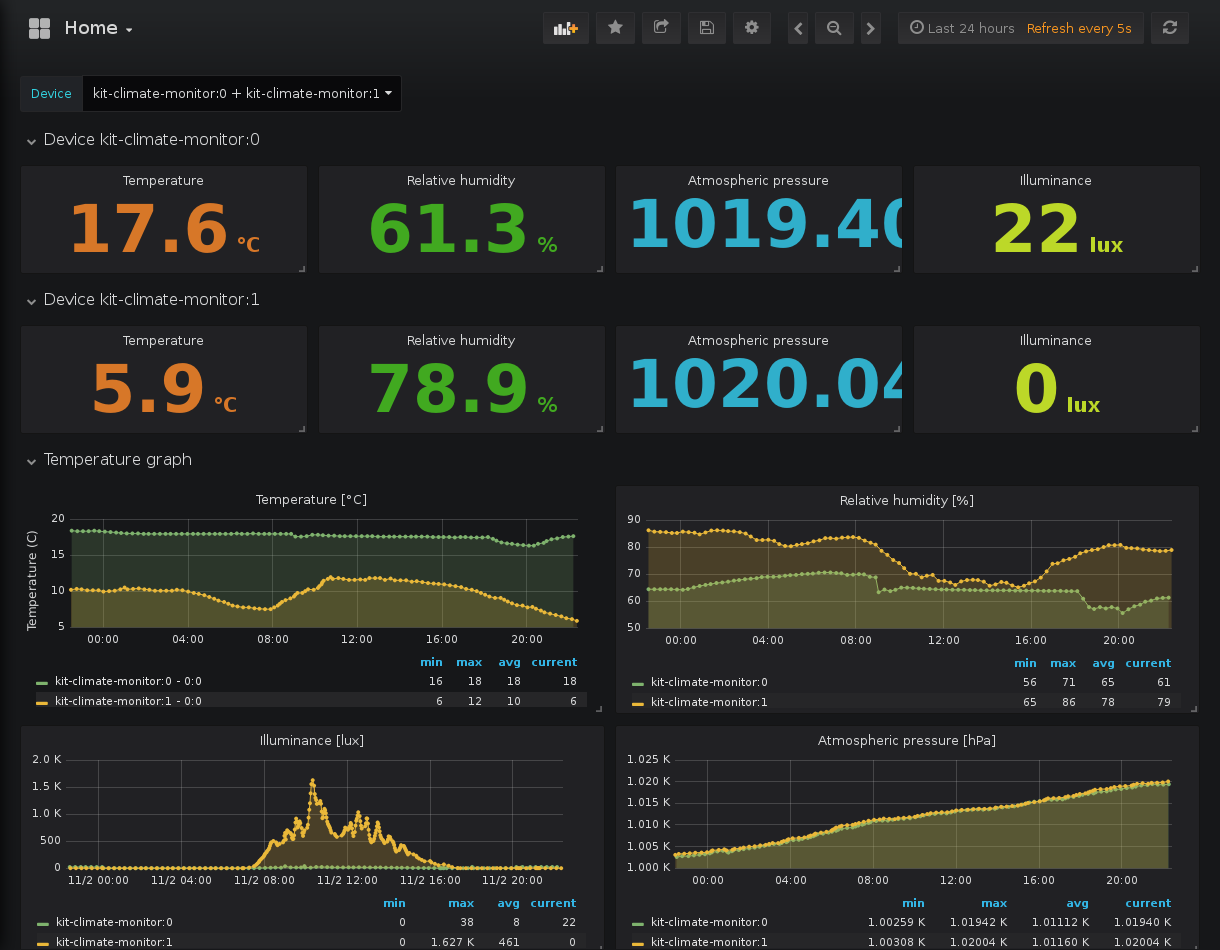 Home
Last 24 hours Refresh every 5s
Device kit-climate-monitor:0 + kit-climate-monitor:1
Device kit-climate-monitor:0
Temperature Relative humidity Atmospheric pressure Illuminance
17.6 °C 61.3 % 1019.40 22 lux
Device kit-climate-monitor:1
Temperature Relative humidity Atmospheric pressure Illuminance
5.9 °C 78.9 % 1020.04 0 lux
Temperature graph
Temperature [°C]
Temperature (C)
20
15
10
5
00:00 04:00 08:00 12:00 16:00 20:00
min max avg current
kit-climate-monitor:0 - 0:0 16 18 18 18
kit-climate-monitor:1 - 0:0 6 12 10 6
Relative humidity [%]
90
80
70
60
50
00:00 04:00 08:00 12:00 16:00 20:00
min max avg current
kit-climate-monitor:0 56 71 65 61
kit-climate-monitor:1 65 86 78 79
Illuminance [lux]
2.0 K
1.5 K
1.0 K
500
0
11/2 00:00 11/2 04:00 11/2 08:00 11/2 12:00 11/2 16:00 11/2 20:00
min max avg current
kit-climate-monitor:0 0 38 8 22
kit-climate-monitor:1 0 1.627 K 461 0
Atmospheric pressure [hPa]
1.025 K
1.020 K
1.015 K
1.010 K
1.005 K
1.000 K
00:00 04:00 08:00 12:00 16:00 20:00
min max avg current
kit-climate-monitor:0 1.00259 K 1.01942 K 1.01112 K 1.01940 K
kit-climate-monitor:1 1.00308 K 1.02004 K 1.01160 K 1.02004 K